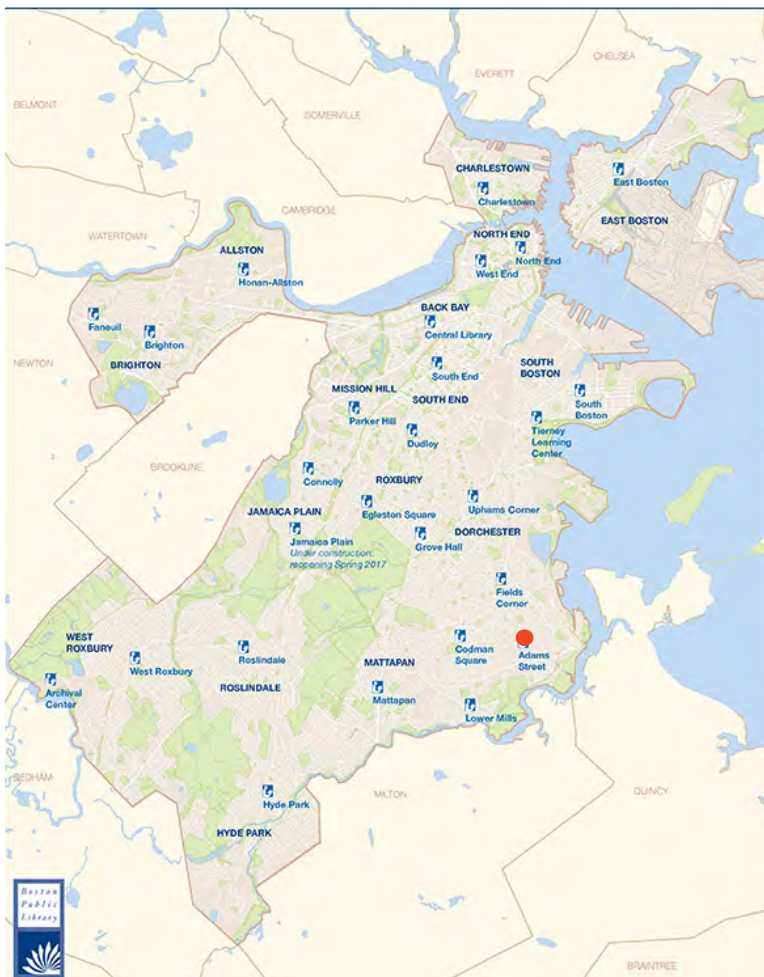 CHELSEA
EVERETT
BELMONT
SOMERVILLE
CHARLESTOWN
Charlestown
East Boston
EAST BOSTON
CAMBRIDGE
WATERTOWN
NORTH END
North End
West End
ALLSTON
Honan-Allston
BACK BAY
Central Library
Faneuil
Brighton
BRIGHTON
NEWTON
South End
SOUTH
BOSTON
MISSION HILL
SOUTH END
South
Boston
Parker Hill
Dudley
Tierney
Learning
Center
BROOKLINE
Connolly
ROXBURY
Egleston Square
Uphams Corner
JAMAICA PLAIN
Jamaica Plain
Under construction:
reopening Spring 2017
DORCHESTER
Grove Hall
Fields
Corner
WEST
ROXBURY
West Roxbury
Roslindale
ROSLINDALE
MATTAPAN
Codman
Square
Adams
Street
Archival
Center
Mattapan
Lower Mills
DEDHAM
MILTON
QUINCY
Hyde Park
HYDE PARK
Boston
Public
Library
BRAINTREE